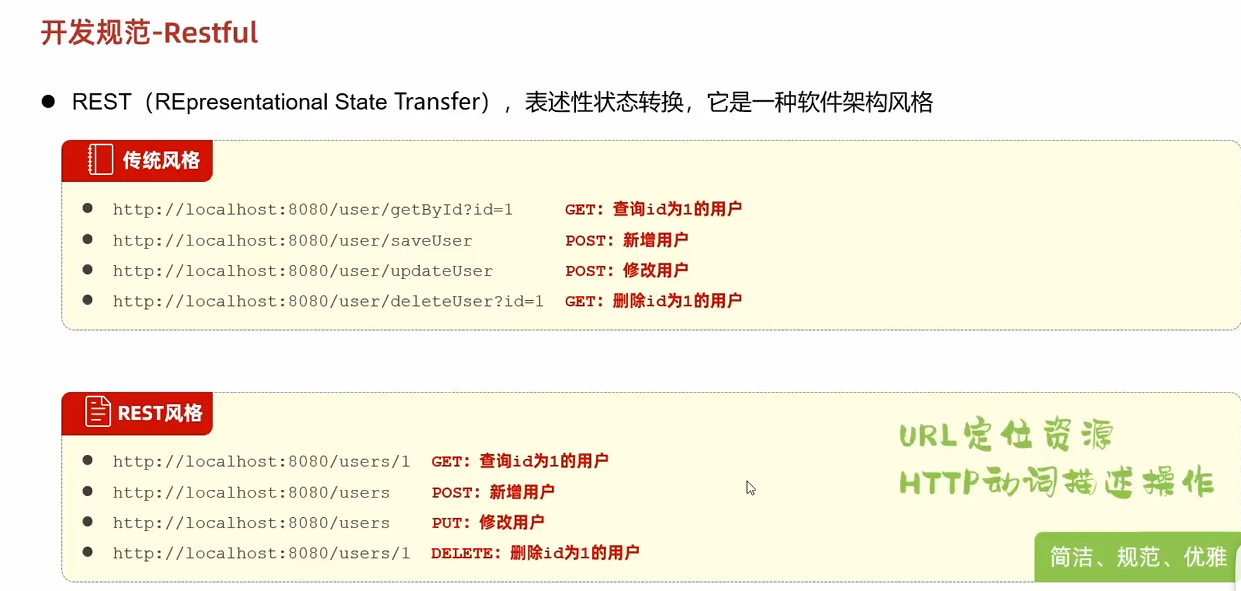 开发规范-Restful
REST（REpresentational State Transfer），表述性状态转换，它是一种软件架构风格
传统风格
http://localhost:8080/user/getById?id=1 GET：查询id为1的用户
http://localhost:8080/user/saveUser POST：新增用户
http://localhost:8080/user/updateUser POST：修改用户
http://localhost:8080/user/deleteUser?id=1 GET：删除id为1的用户
REST风格
URL定位资源
HTTP动词描述操作
http://localhost:8080/users/1 GET：查询id为1的用户
http://localhost:8080/users POST：新增用户
http://localhost:8080/users PUT：修改用户
http://localhost:8080/users/1 DELETE：删除id为1的用户
简洁、规范、优雅